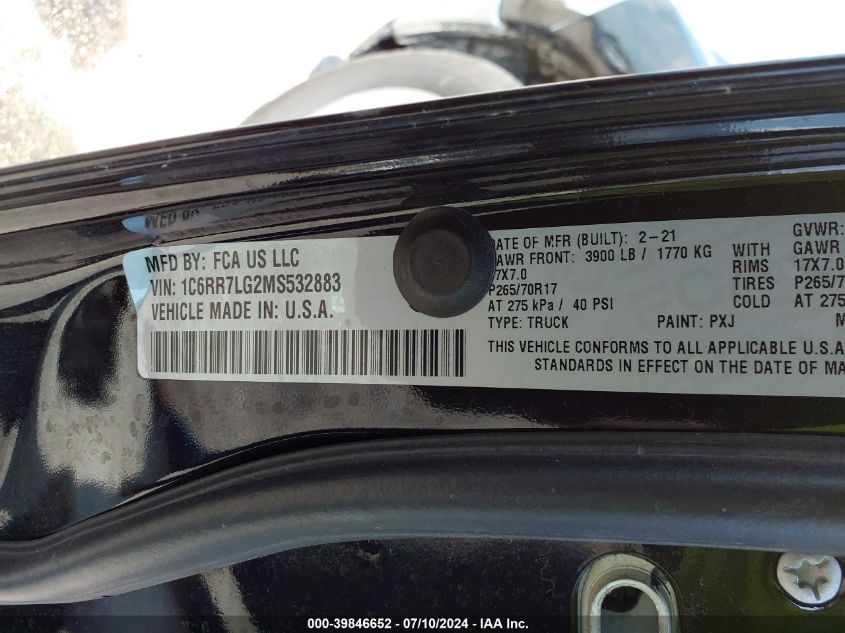 MFD BY: FCA US LLC
VIN: 1C6RR7LG2MS532883
VEHICLE MADE IN: U.S.A.
DATE OF MFR (BUILT): 2-21
GAWR FRONT: 3900 LB / 1770 KG
17X7.0
P265/70R17
AT 275 kPa / 40 PSI
TYPE: TRUCK PAINT: PXJ M
WITH
RIMS
TIRES
COLD
GVWR:
GAWR
17X7.0
P265/7
AT 275
THIS VEHICLE CONFORMS TO ALL APPLICABLE U.S.A
STANDARDS IN EFFECT ON THE DATE OF MA
000-39846652 / 07/10/2024 - IAA Inc.